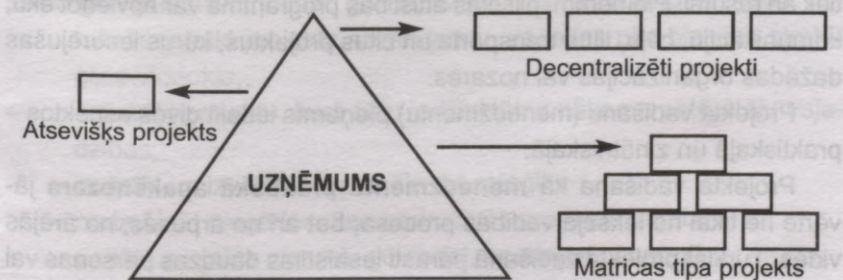 Decentralizēti projekti
Atsevišķs projekts
UZŅĒMUMS
Matricas tipa projekts